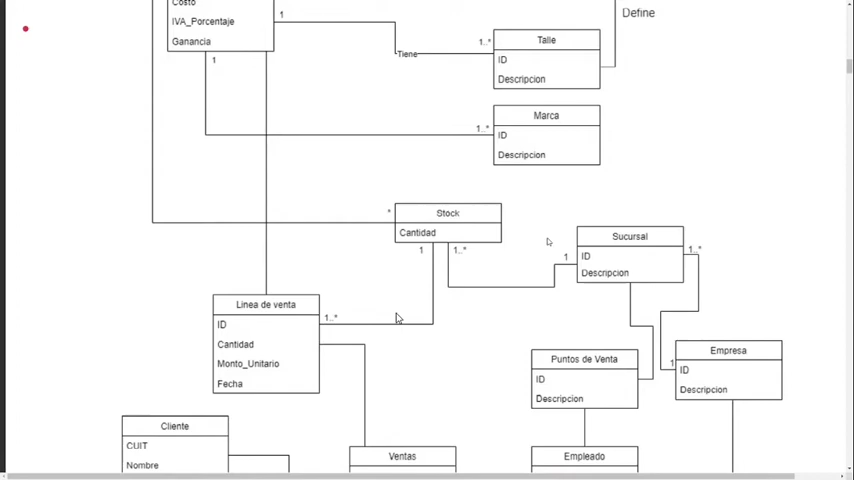 Costo
IVA_Porcentaje
Ganancia
1
1
Tiene
1..*
Define
Talle
ID
Descripcion
Marca
1..*
ID
Descripcion
*
Stock
Cantidad
1
1..*
1
Sucursal
ID
Descripcion
1..*
Linea de venta
ID
Cantidad
Monto_Unitario
Fecha
1..*
Puntos de Venta
ID
Descripcion
Empresa
1
ID
Descripcion
Cliente
CUIT
Nombre
Ventas
Empleado